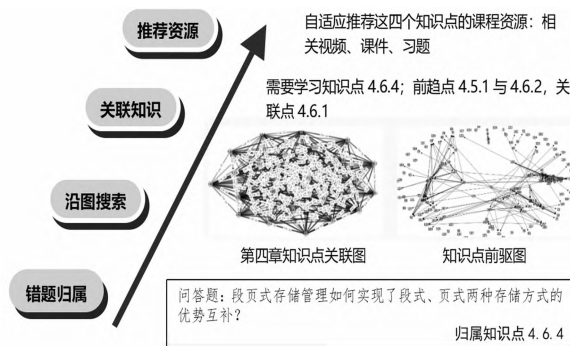 推荐资源
自适应推荐这四个知识点的课程资源：相
关视频、课件、习题
关联知识
需要学习知识点 4.6.4；前趋点 4.5.1 与 4.6.2，关
联点 4.6.1
沿图搜索
第四章知识点关联图
知识点前驱图
错题归属
问答题：段页式存储管理如何实现了段式、页式两种存储方式的
优势互补？
归属知识点 4.6.4